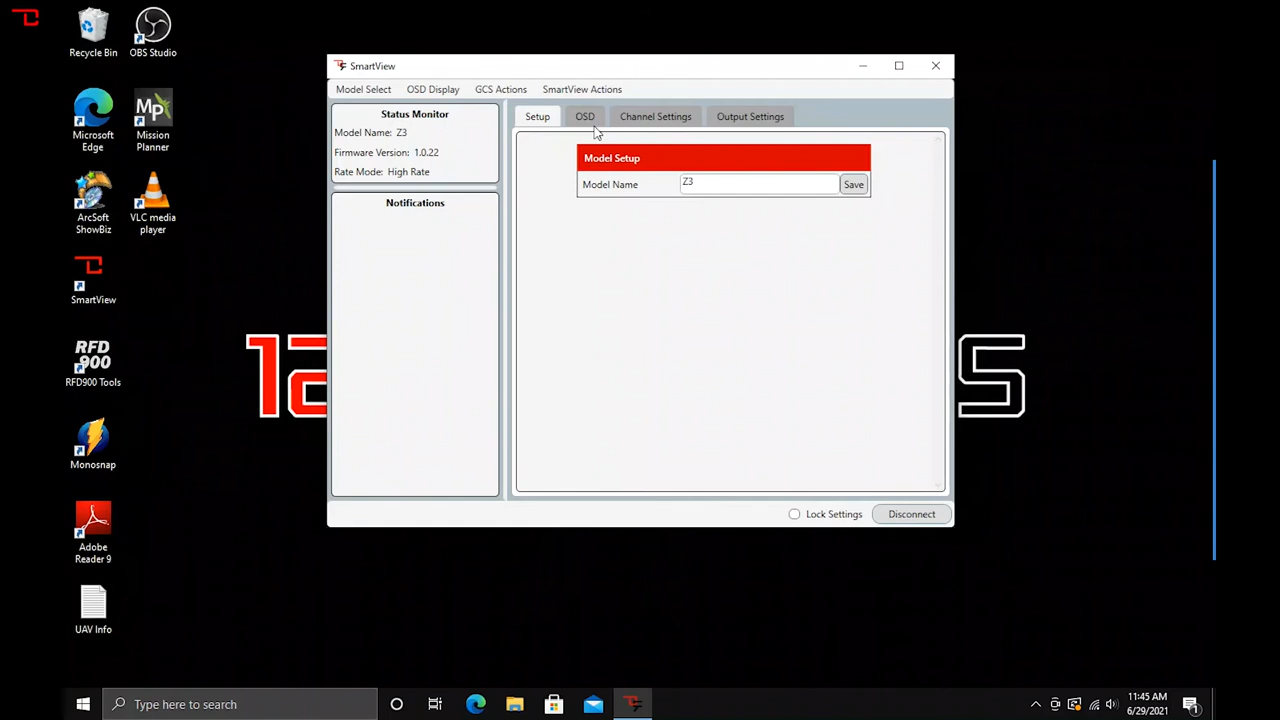 Recycle Bin
OBS Studio
Microsoft
Edge
Mission
Planner
ArcSoft
ShowBiz
VLC media
player
SmartView
RFD
900
RFD900 Tools
Monosnap
Adobe
Reader 9
UAV Info
SmartView
Model Select
OSD Display
GCS Actions
SmartView Actions
Status Monitor
Model Name: Z3
Firmware Version: 1.0.22
Rate Mode: High Rate
Notifications
Setup
OSD
Channel Settings
Output Settings
Model Setup
Model Name
Z3
Save
Lock Settings
Disconnect
Type here to search
11:45 AM
6/29/2021
1